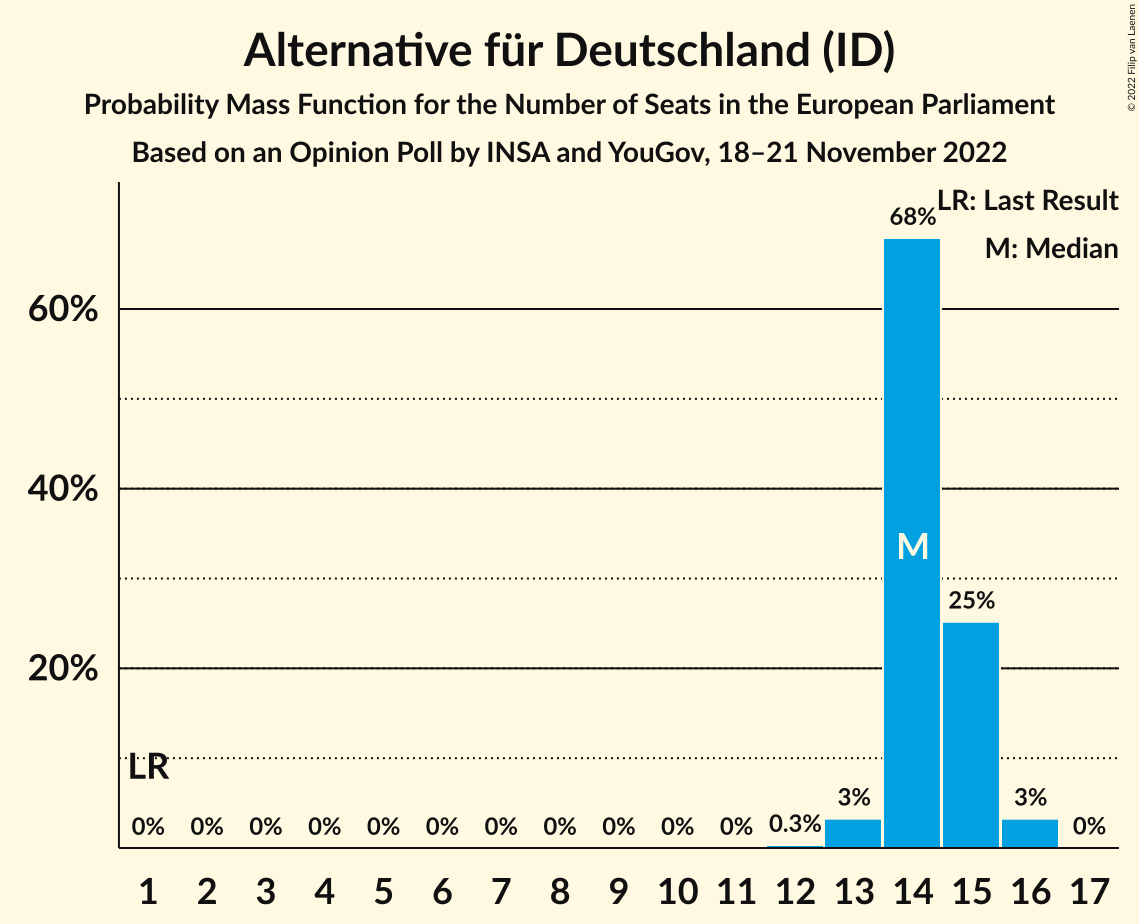 Alternative für Deutschland (ID)
Probability Mass Function for the Number of Seats in the European Parliament
Based on an Opinion Poll by INSA and YouGov, 18–21 November 2022
© 2022 Filip van Laenen
LR: Last Result
M: Median
68%
60%
40%
M
25%
20%
LR
0% 0% 0% 0% 0% 0% 0% 0% 0% 0% 0% 0.3% 3% 3% 0%
1 2 3 4 5 6 7 8 9 10 11 12 13 14 15 16 17